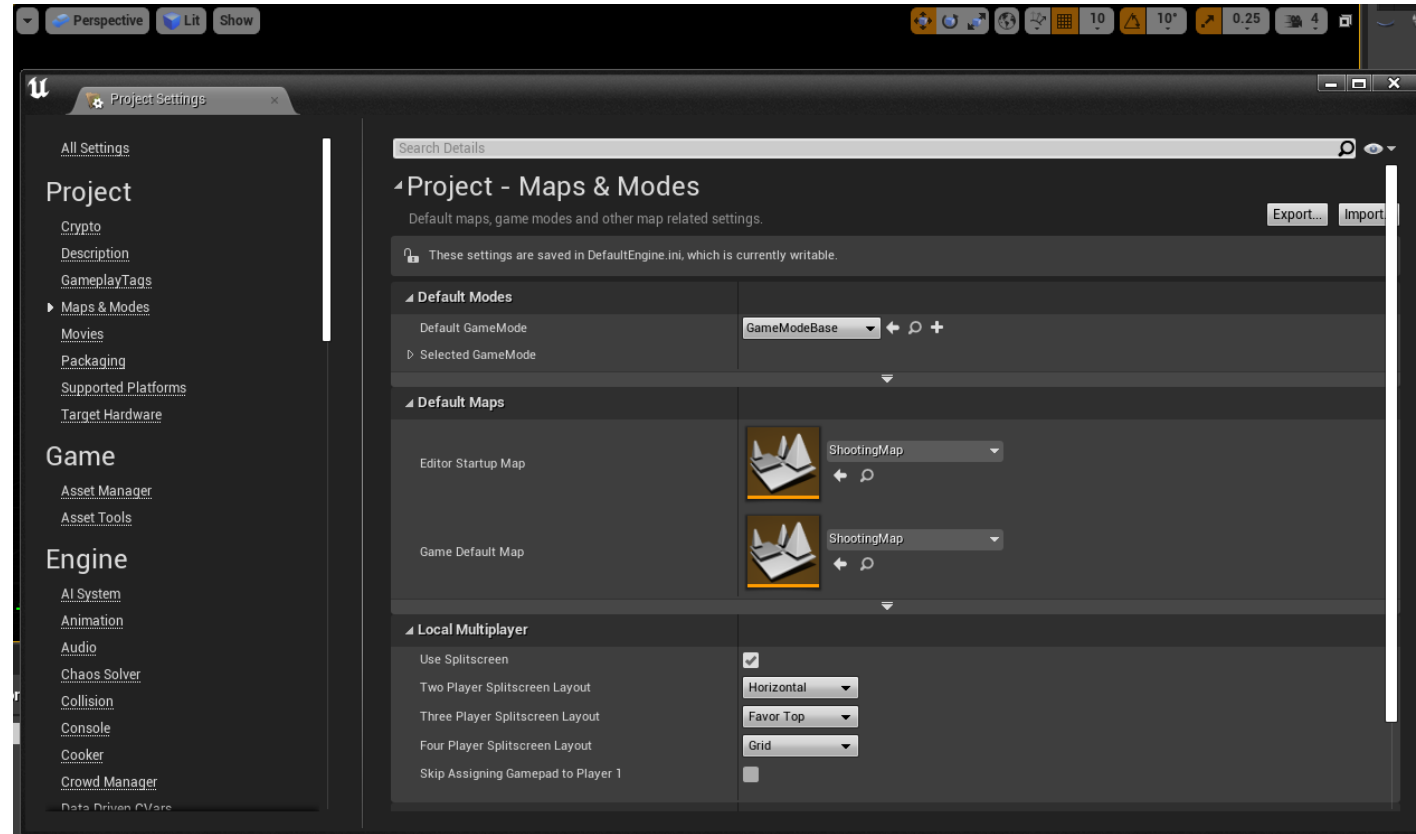 Perspective Lit Show 10 10° 0.25 4
Project Settings
All Settings
Project
Crypto
Description
GameplayTags
Maps & Modes
Movies
Packaging
Supported Platforms
Target Hardware
Game
Asset Manager
Asset Tools
Engine
AI System
Animation
Audio
Chaos Solver
Collision
Console
Cooker
Crowd Manager
Data Driven CVars
Search Details
Project - Maps & Modes
Default maps, game modes and other map related settings.
Export... Import
These settings are saved in DefaultEngine.ini, which is currently writable.
Default Modes
Default GameMode GameModeBase
Selected GameMode
Default Maps
Editor Startup Map ShootingMap
Game Default Map ShootingMap
Local Multiplayer
Use Splitscreen
Two Player Splitscreen Layout Horizontal
Three Player Splitscreen Layout Favor Top
Four Player Splitscreen Layout Grid
Skip Assigning Gamepad to Player 1